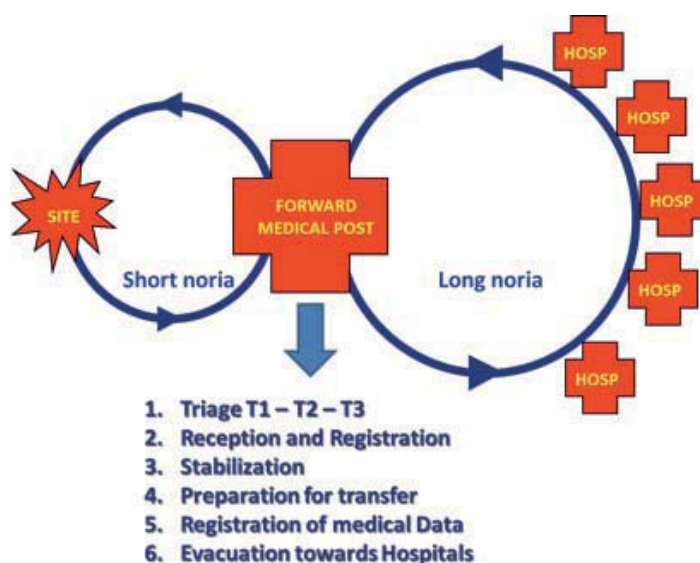 HOSP
HOSP
HOSP
HOSP
HOSP
SITE
FORWARD
MEDICAL POST
Short noria
Long noria
1. Triage T1 – T2 – T3
2. Reception and Registration
3. Stabilization
4. Preparation for transfer
5. Registration of medical Data
6. Evacuation towards Hospitals